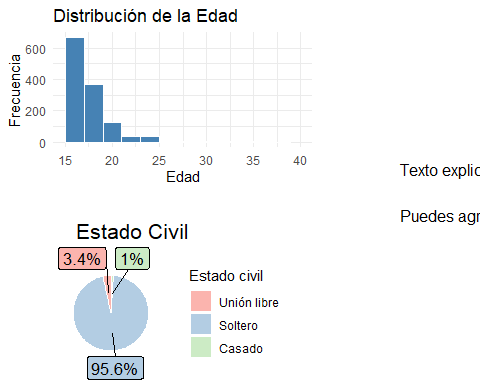 Distribución de la Edad
Frecuencia
600
400
200
0
15 20 25 30 35 40
Edad
Texto explic
Puedes agr
Estado Civil
3.4% 1%
95.6%
Estado civil
Unión libre
Soltero
Casado